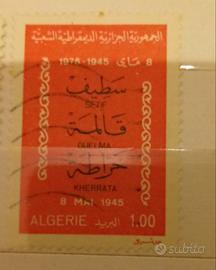 الجمهورية الجزائرية الديمقراطية الشعبية
8 ماي 1945-1975
سطيف
SETIF
قالمة
GUELMA
خراطة
KHERRATA
8 MAI 1945
ALGERIE البريد 1.00
subito